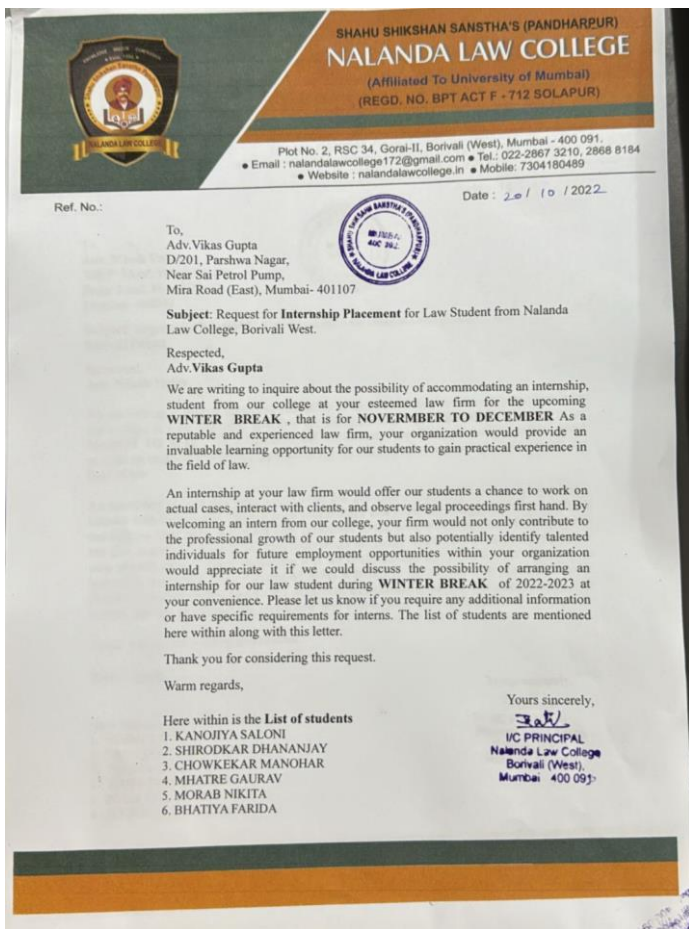 SHAHU SHIKSHAN SANSTHA'S (PANDHARPUR)
NALANDA LAW COLLEGE
(Affiliated To University of Mumbai)
(REGD. NO. BPT ACT F - 712 SOLAPUR)
NALANDA LAW COLLEGE
Plot No. 2, RSC 34, Gorai-II, Borivali (West), Mumbai - 400 091.
● Email : nalandalawcollege172@gmail.com ● Tel.: 022-2867 3210, 2868 8184
● Website : nalandalawcollege.in ● Mobile: 7304180489
Ref. No.:
Date : 20 / 10 / 2022
SHAHU SHIKSHAN SANSTHA'S (PANDHARPUR)
NALANDA LAW COLLEGE
To,
Adv.Vikas Gupta
D/201, Parshwa Nagar,
Near Sai Petrol Pump,
Mira Road (East), Mumbai- 401107
Subject: Request for Internship Placement for Law Student from Nalanda
Law College, Borivali West.
Respected,
Adv.Vikas Gupta
We are writing to inquire about the possibility of accommodating an internship,
student from our college at your esteemed law firm for the upcoming
WINTER BREAK , that is for NOVERMBER TO DECEMBER As a
reputable and experienced law firm, your organization would provide an
invaluable learning opportunity for our students to gain practical experience in
the field of law.
An internship at your law firm would offer our students a chance to work on
actual cases, interact with clients, and observe legal proceedings first hand. By
welcoming an intern from our college, your firm would not only contribute to
the professional growth of our students but also potentially identify talented
individuals for future employment opportunities within your organization
would appreciate it if we could discuss the possibility of arranging an
internship for our law student during WINTER BREAK of 2022-2023 at
your convenience. Please let us know if you require any additional information
or have specific requirements for interns. The list of students are mentioned
here within along with this letter.
Thank you for considering this request.
Warm regards,
Yours sincerely,
I/C PRINCIPAL
Nalanda Law College
Borivali (West),
Mumbai 400 091.
Here within is the List of students
1. KANOJIYA SALONI
2. SHIRODKAR DHANANJAY
3. CHOWKEKAR MANOHAR
4. MHATRE GAURAV
5. MORAB NIKITA
6. BHATIYA FARIDA